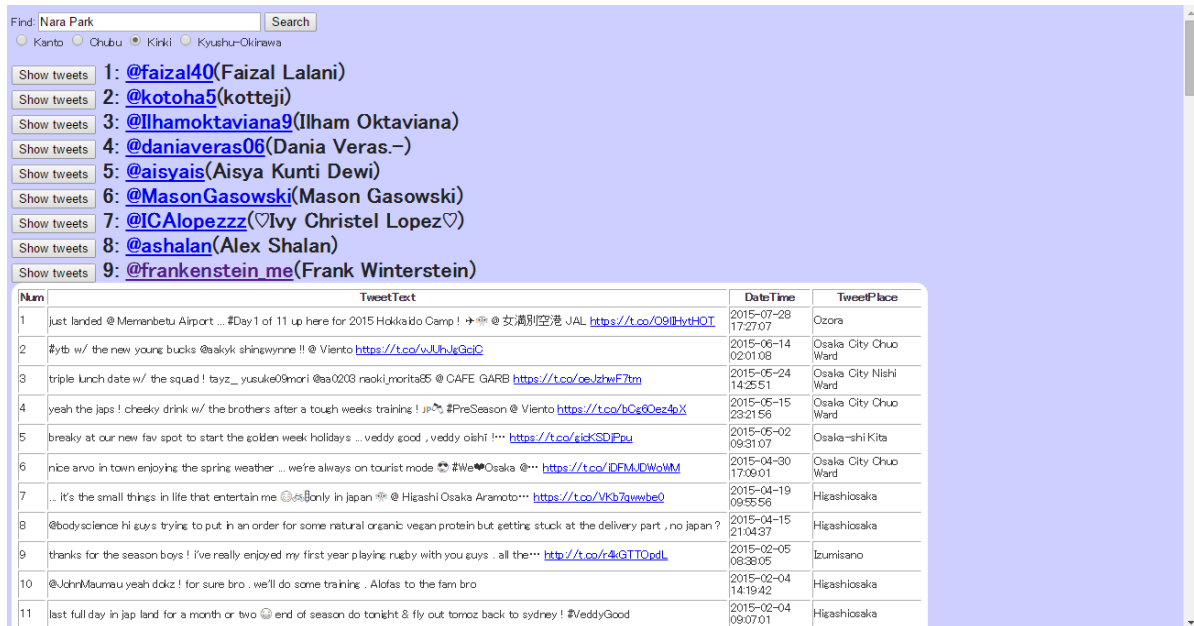 Find: Nara Park Search
Kanto Chubu Kinki Kyushu-Okinawa
Show tweets 1: @faizal40(Faizal Lalani)
Show tweets 2: @kotoha5(kotteji)
Show tweets 3: @Ilhamoktaviana9(Ilham Oktaviana)
Show tweets 4: @daniaveras06(Dania Veras.-)
Show tweets 5: @aisyais(Aisya Kunti Dewi)
Show tweets 6: @MasonGasowski(Mason Gasowski)
Show tweets 7: @ICAlopezzz(♡Ivy Christel Lopez♡)
Show tweets 8: @ashalan(Alex Shalan)
Show tweets 9: @frankenstein_me(Frank Winterstein)
Num TweetText DateTime TweetPlace
1 just landed @ Memanbetu Airport ... #Day1 of 11 up here for 2015 Hokkaido Camp ! ✈ @ 女満別空港 JAL https://t.co/O9IIHytHOT 2015-07-28 17:27:07 Ozora
2 #ytb w/ the new young bucks @aakyk shingwynne !! @ Viento https://t.co/wJUhJgGcjC 2015-06-14 02:01:08 Osaka City Chuo Ward
3 triple lunch date w/ the squad ! tayz_ yusuke09mori @aa0203 naoki_morita85 @ CAFE GARB https://t.co/oeJzhwF7tm 2015-05-24 14:25:51 Osaka City Nishi Ward
4 yeah the japs ! cheeky drink w/ the brothers after a tough weeks training ! #PreSeason @ Viento https://t.co/bCg6Oez4pX 2015-05-15 23:21:56 Osaka City Chuo Ward
5 breaky at our new fav spot to start the golden week holidays ... veddy good , veddy oishī !… https://t.co/gicKSDjPpu 2015-05-02 09:31:07 Osaka-shi Kita
6 nice arvo in town enjoying the spring weather ... we're always on tourist mode 😎 #We❤Osaka @… https://t.co/iDFMJDWoWM 2015-04-30 17:09:01 Osaka City Chuo Ward
7 ... it's the small things in life that entertain me only in japan @ Higashi Osaka Aramoto… https://t.co/VKb7qwwbe0 2015-04-19 09:55:56 Higashiosaka
8 @bodyscience hi guys trying to put in an order for some natural organic vegan protein but getting stuck at the delivery part , no japan ? 2015-04-15 21:04:37 Higashiosaka
9 thanks for the season boys ! i've really enjoyed my first year playing rugby with you guys . all the… http://t.co/r4kGTTOpdL 2015-02-05 08:38:05 Izumisano
10 @JohnMaumau yeah dokz ! for sure bro . we'll do some training . Alofas to the fam bro 2015-02-04 14:19:42 Higashiosaka
11 last full day in jap land for a month or two end of season do tonight & fly out tomoz back to sydney ! #VeddyGood 2015-02-04 09:07:01 Higashiosaka